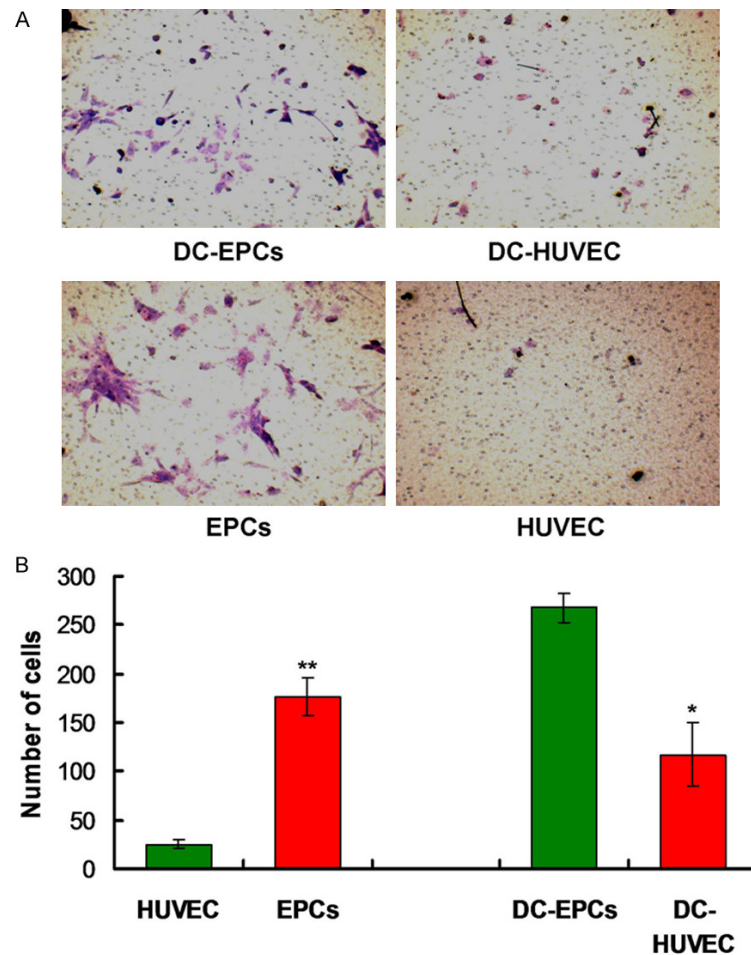 A
DC-EPCs
DC-HUVEC
EPCs
HUVEC
B
Number of cells
300
250
200
150
100
50
0
**
*
HUVEC
EPCs
DC-EPCs
DC-
HUVEC